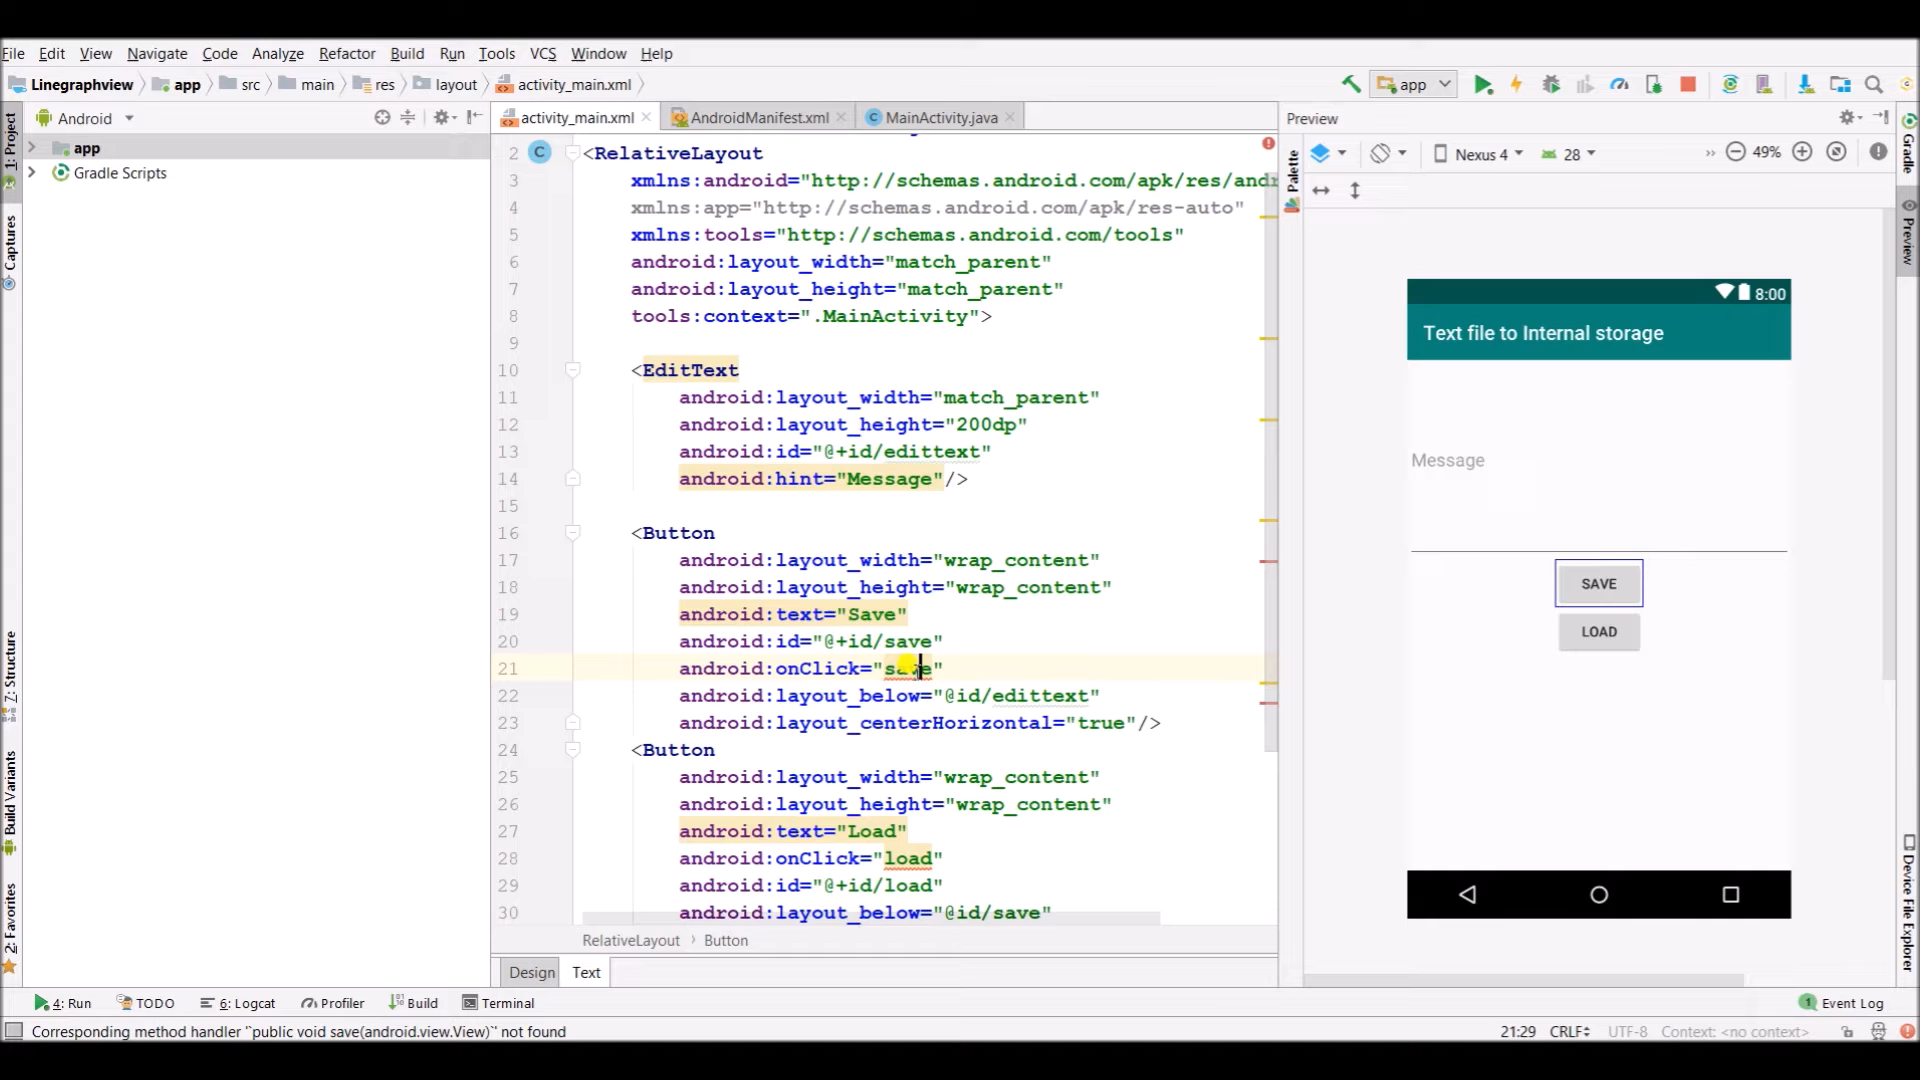 File Edit View Navigate Code Analyze Refactor Build Run Tools VCS Window Help
Linegraphview app src main res layout activity_main.xml app
Android activity_main.xml AndroidManifest.xml MainActivity.java Preview
1: Project
Captures
7: Structure
Build Variants
2: Favorites
app
Gradle Scripts
2 <RelativeLayout
3 xmlns:android="http://schemas.android.com/apk/res/andr
4 xmlns:app="http://schemas.android.com/apk/res-auto"
5 xmlns:tools="http://schemas.android.com/tools"
6 android:layout_width="match_parent"
7 android:layout_height="match_parent"
8 tools:context=".MainActivity">
9
10 <EditText
11 android:layout_width="match_parent"
12 android:layout_height="200dp"
13 android:id="@+id/edittext"
14 android:hint="Message"/>
15
16 <Button
17 android:layout_width="wrap_content"
18 android:layout_height="wrap_content"
19 android:text="Save"
20 android:id="@+id/save"
21 android:onClick="save"
22 android:layout_below="@id/edittext"
23 android:layout_centerHorizontal="true"/>
24 <Button
25 android:layout_width="wrap_content"
26 android:layout_height="wrap_content"
27 android:text="Load"
28 android:onClick="load"
29 android:id="@+id/load"
30 android:layout_below="@id/save"
RelativeLayout Button
Design Text
Palette
Nexus 4 28 49%
8:00
Text file to Internal storage
Message
SAVE
LOAD
Gradle
Preview
Device File Explorer
4: Run TODO 6: Logcat Profiler Build Terminal 1 Event Log
Corresponding method handler `'public void save(android.view.View)'` not found 21:29 CRLF UTF-8 Context: <no context>